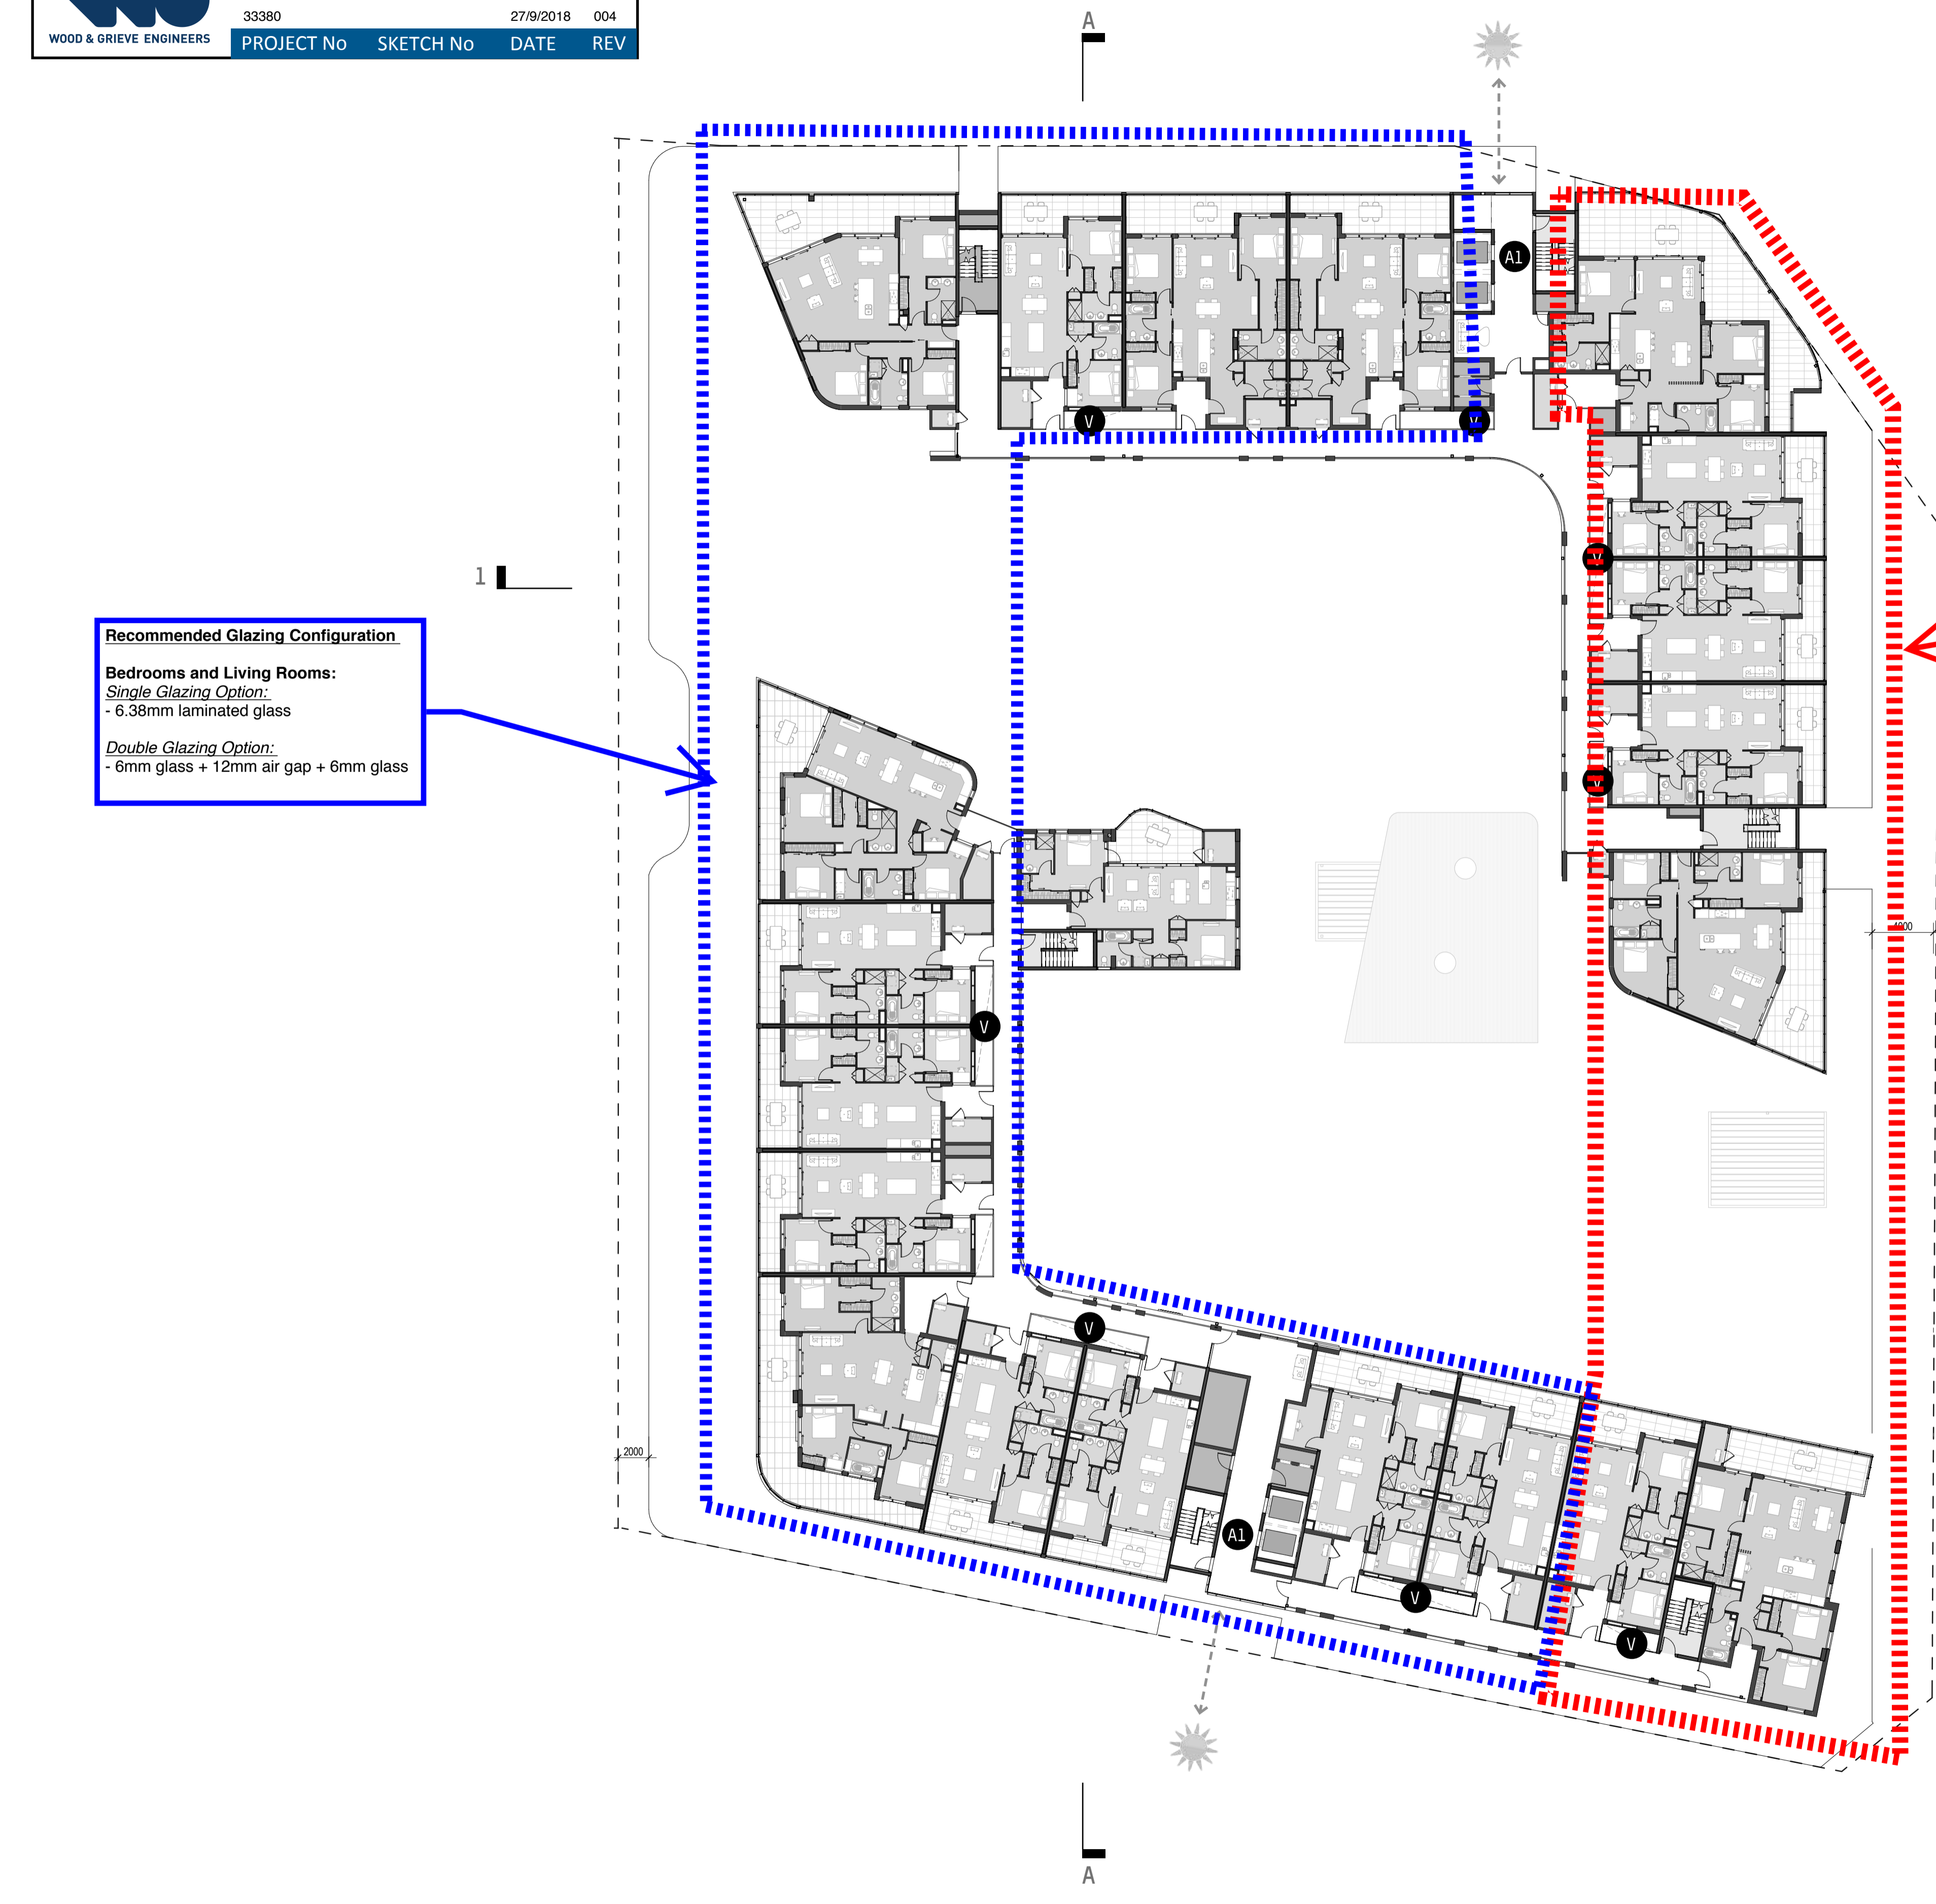 33380 27/9/2018 004
WOOD & GRIEVE ENGINEERS
PROJECT No SKETCH No DATE REV
A
A1
V
V
V
1
Recommended Glazing Configuration
Bedrooms and Living Rooms:
Single Glazing Option:
- 6.38mm laminated glass
Double Glazing Option:
- 6mm glass + 12mm air gap + 6mm glass
V
V
V
2000
A1
V
V
A